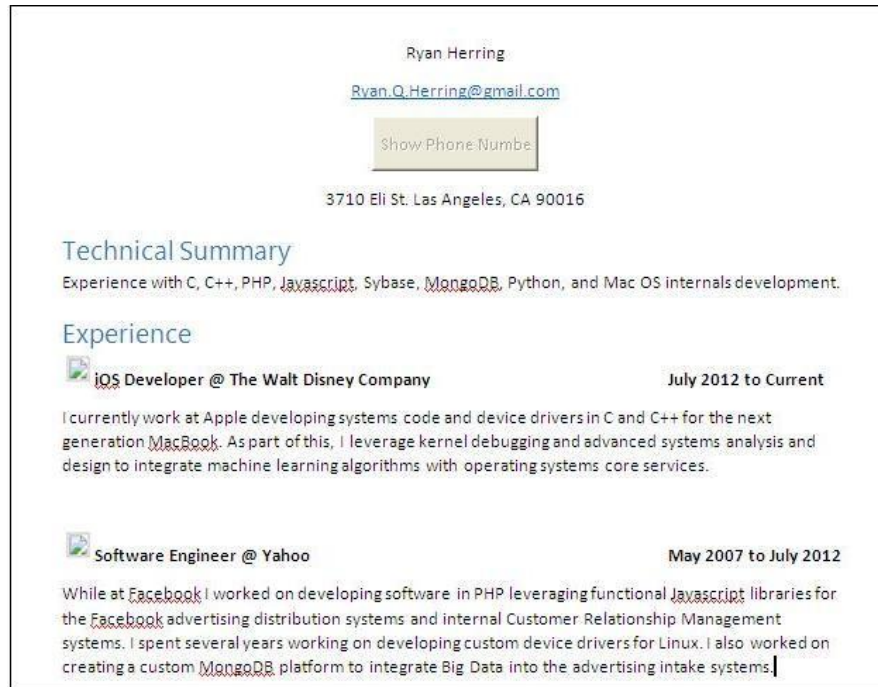 Ryan Herring
Ryan.Q.Herring@gmail.com
Show Phone Numbe
3710 Eli St. Las Angeles, CA 90016
Technical Summary
Experience with C, C++, PHP, Javascript, Sybase, MongoDB, Python, and Mac OS internals development.
Experience
iOS Developer @ The Walt Disney Company July 2012 to Current
I currently work at Apple developing systems code and device drivers in C and C++ for the next
generation MacBook. As part of this, I leverage kernel debugging and advanced systems analysis and
design to integrate machine learning algorithms with operating systems core services.
Software Engineer @ Yahoo May 2007 to July 2012
While at Facebook I worked on developing software in PHP leveraging functional Javascript libraries for
the Facebook advertising distribution systems and internal Customer Relationship Management
systems. I spent several years working on developing custom device drivers for Linux. I also worked on
creating a custom MongoDB platform to integrate Big Data into the advertising intake systems.